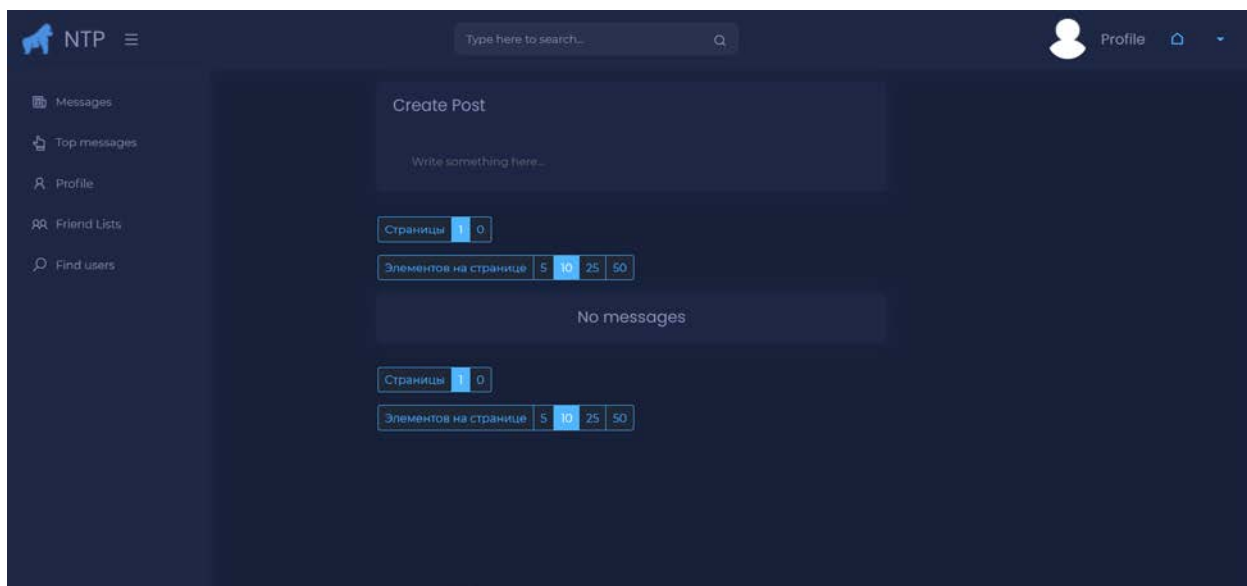 NTP
Type here to search...
Profile
Messages
Top messages
Profile
Friend Lists
Find users
Create Post
Write something here...
Страницы 1 0
Элементов на странице 5 10 25 50
No messages
Страницы 1 0
Элементов на странице 5 10 25 50